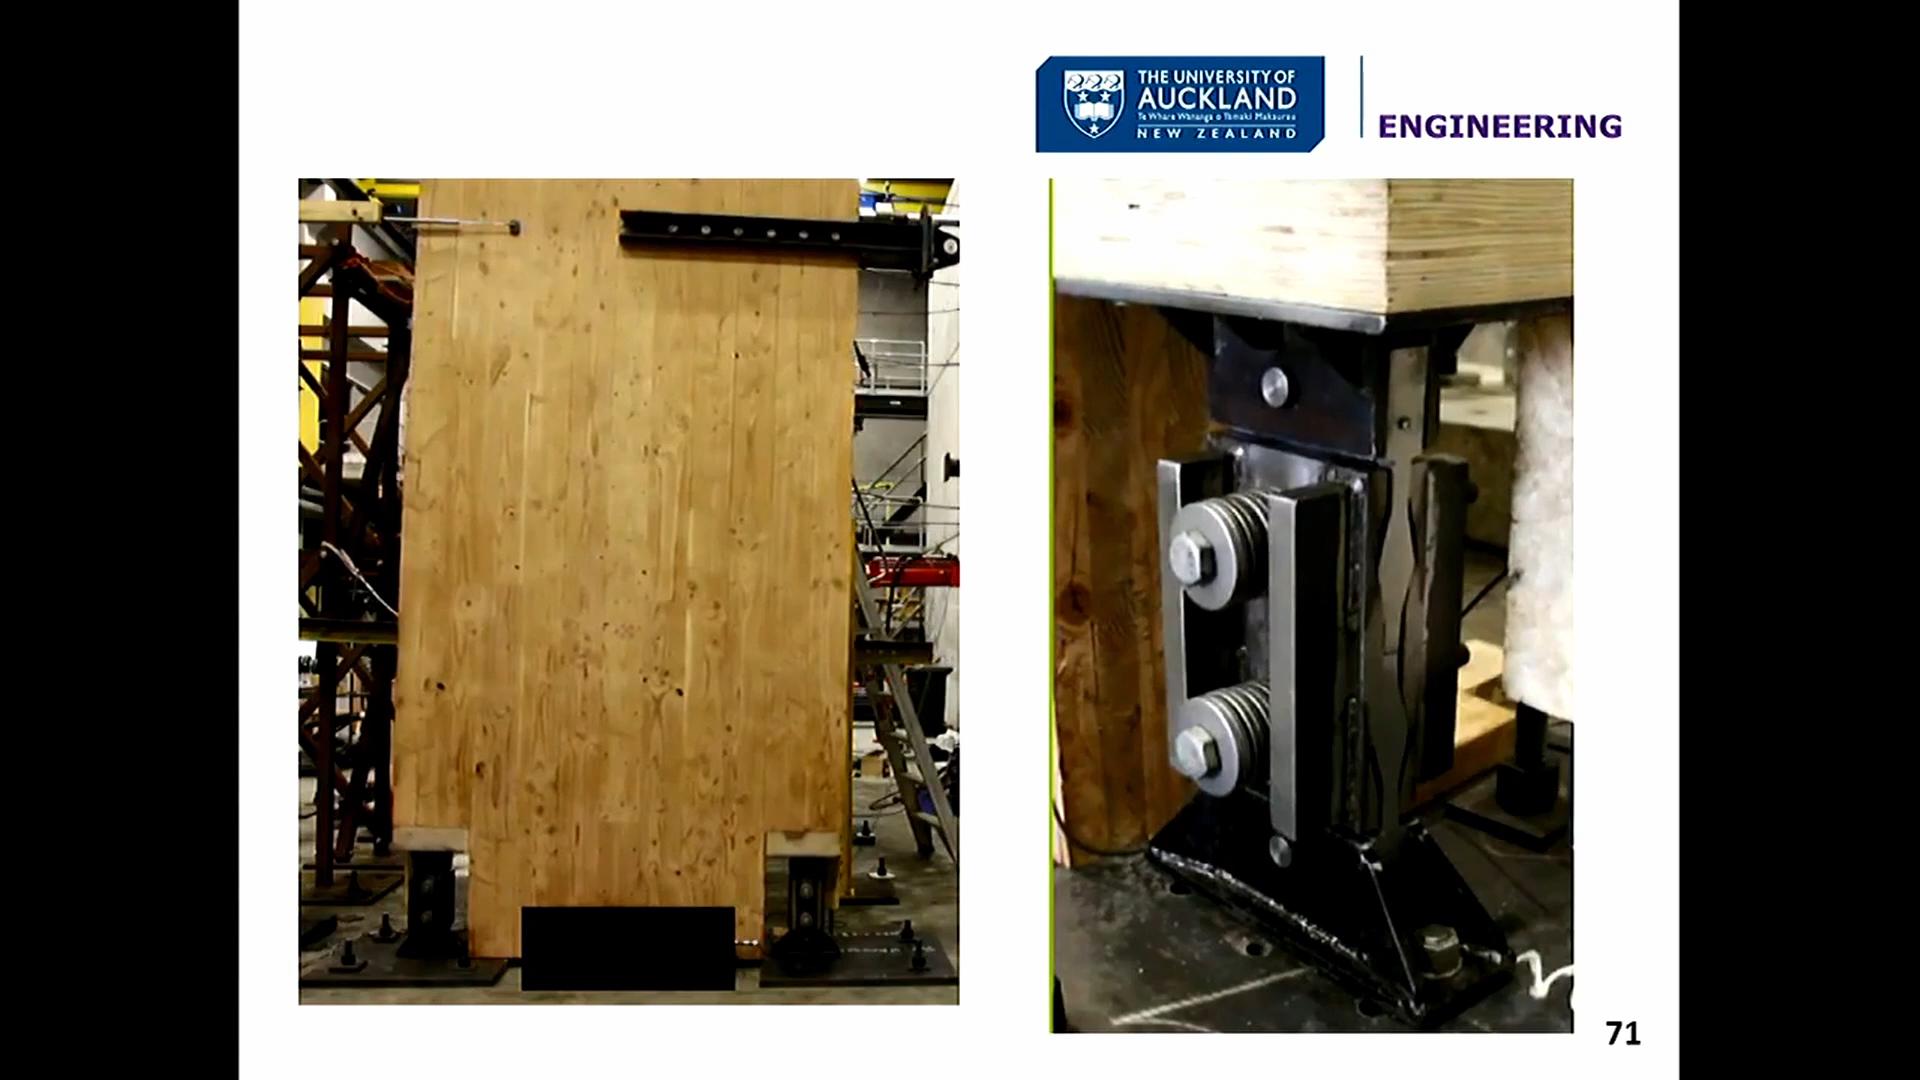 THE UNIVERSITY OF
AUCKLAND
Te Whare Wānanga o Tāmaki Makaurau
NEW ZEALAND
ENGINEERING
71